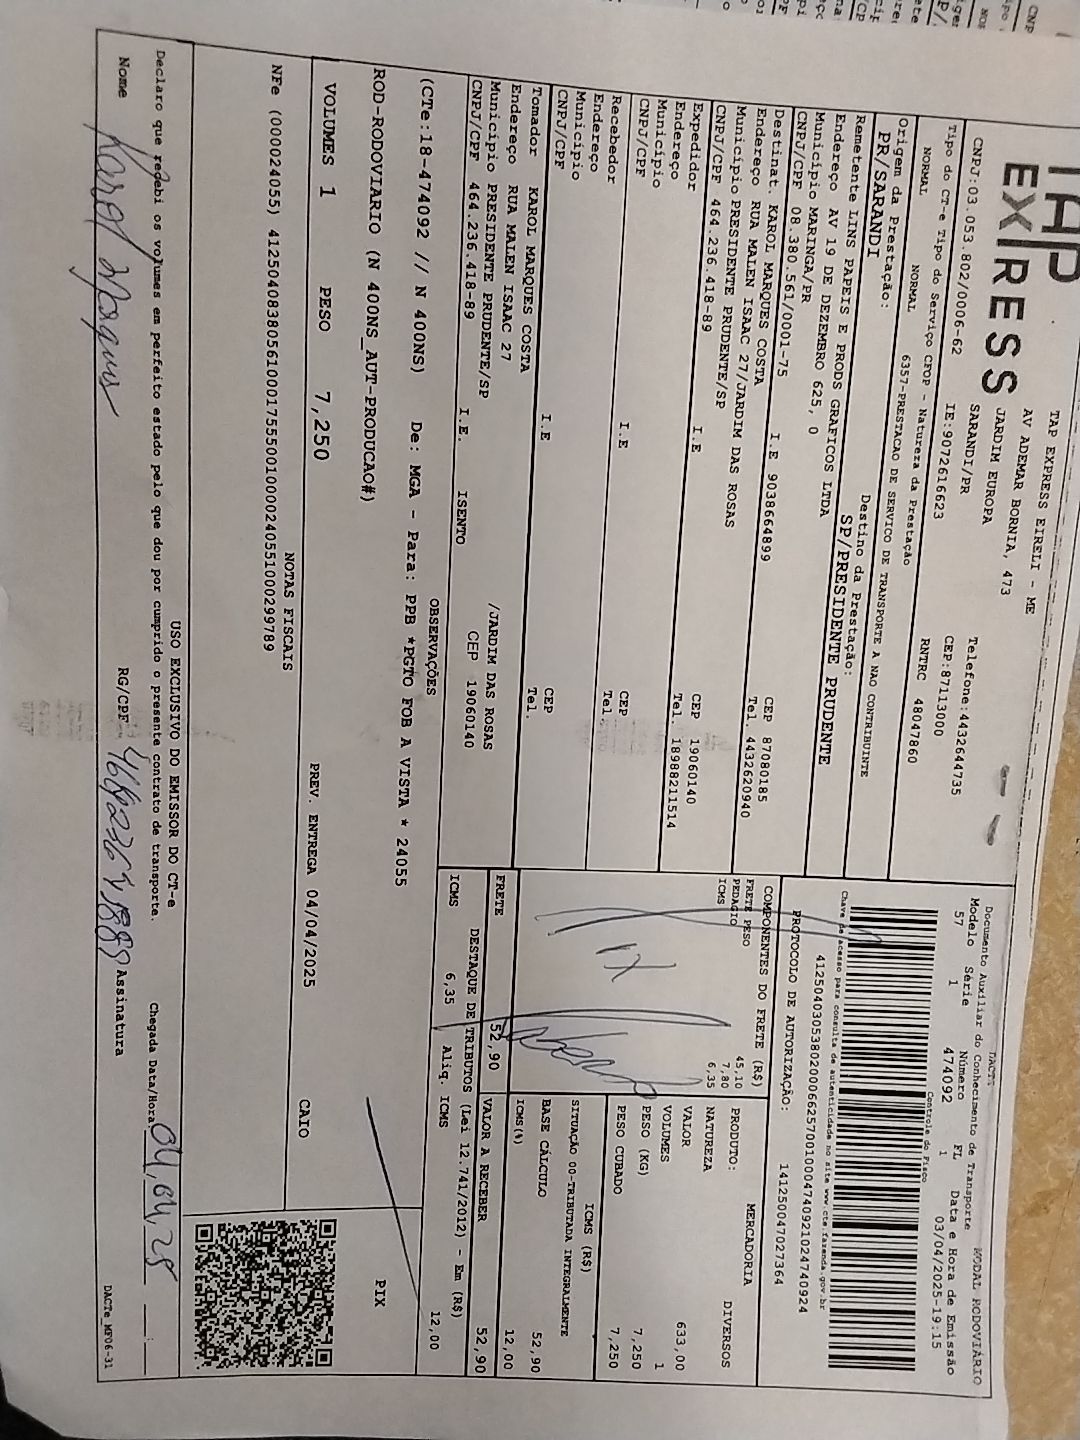 TAP
EX/RESS
TAP EXPRESS EIRELI - ME
AV ADEMAR BORNIA, 473
JARDIM EUROPA
SARANDI/PR
Telefone:4432644735
CEP:87113000
CNPJ:03.053.802/0006-62
IE:9072616623
RNTRC 48047860
Tipo do CT-e Tipo do Serviço CFOP - Natureza da Prestação
NORMAL NORMAL 6357-PRESTACAO DE SERVICO DE TRANSPORTE A NAO CONTRIBUINTE
Origem da Prestação: Destino da Prestação:
PR/SARANDI SP/PRESIDENTE PRUDENTE
Remetente LINS PAPEIS E PRODS GRAFICOS LTDA
Endereço AV 19 DE DEZEMBRO 625, 0
Município MARINGA/PR CEP 87080185
CNPJ/CPF 08.380.561/0001-75 I.E 9038664899 Tel. 4432620940
Destinat. KAROL MARQUES COSTA
Endereço RUA MALEN ISAAC 27/JARDIM DAS ROSAS
Município PRESIDENTE PRUDENTE/SP CEP 19060140
CNPJ/CPF 464.236.418-89 I.E Tel. 18988211514
Expedidor
Endereço
Município CEP
CNPJ/CPF I.E Tel.
Recebedor
Endereço
Município CEP
CNPJ/CPF I.E Tel.
Tomador KAROL MARQUES COSTA
Endereço RUA MALEN ISAAC 27 /JARDIM DAS ROSAS
Município PRESIDENTE PRUDENTE/SP CEP 19060140
CNPJ/CPF 464.236.418-89 I.E. ISENTO
DACTE MODAL RODOVIÁRIO
Documento Auxiliar do Conhecimento de Transporte
Modelo Série Número FL Data e Hora de Emissão
57 1 474092 1 03/04/2025-19:15
Controle do Fisco
Chave de acesso para consulta de autenticidade no site www.cte.fazenda.gov.br
41250403053802000662570010004740921024740924
PROTOCOLO DE AUTORIZAÇÃO: 141250047027364
COMPONENTES DO FRETE (R$)
FRETE PESO 45,10
PEDAGIO 7,80
ICMS 6,35
FRETE 52,90
MERCADORIA
PRODUTO: DIVERSOS
NATUREZA
VALOR 633,00
VOLUMES 1
PESO (KG) 7,250
PESO CUBADO 7,250
ICMS (R$)
SITUAÇÃO 00-TRIBUTADA INTEGRALMENTE
BASE CÁLCULO 52,90
ICMS(%) 12,00
VALOR A RECEBER 52,90
DESTAQUE DE TRIBUTOS (Lei 12.741/2012) - Em (R$)
ICMS 6,35 Aliq. ICMS 12,00
OBSERVAÇÕES
(CTe:18-474092 // N 400NS) De: MGA - Para: PPB *PGTO FOB A VISTA * 24055
ROD-RODOVIARIO (N 400NS_AUT-PRODUCAO#)
PIX
VOLUMES 1 PESO 7,250 PREV. ENTREGA 04/04/2025 CAIO
NOTAS FISCAIS
NFe (000024055) 41250408380561000175550010000240551000299789
USO EXCLUSIVO DO EMISSOR DO CT-e
Declaro que recebi os volumes em perfeito estado pelo que dou por cumprido o presente contrato de transporte. Chegada Data/Hora 04,04,25 __:__
Nome Karol Marques RG/CPF Assinatura
DACTe_MF06-31